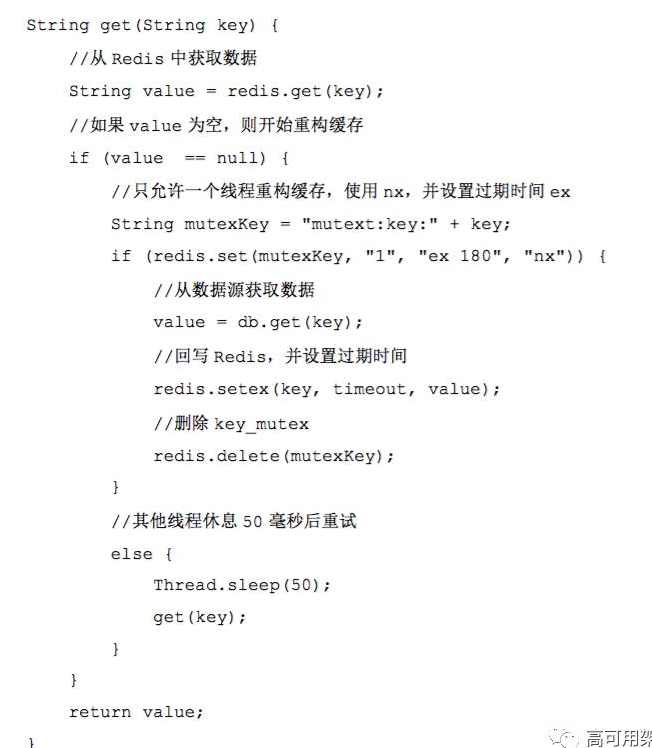 String get(String key) {
//从 Redis 中获取数据
String value = redis.get(key);
//如果 value 为空，则开始重构缓存
if (value  == null) {
//只允许一个线程重构缓存，使用 nx，并设置过期时间 ex
String mutexKey = "mutext:key:" + key;
if (redis.set(mutexKey, "1", "ex 180", "nx")) {
//从数据源获取数据
value = db.get(key);
//回写 Redis，并设置过期时间
redis.setex(key, timeout, value);
//删除 key_mutex
redis.delete(mutexKey);
}
//其他线程休息 50 毫秒后重试
else {
Thread.sleep(50);
get(key);
}
}
return value;
}
高可用架